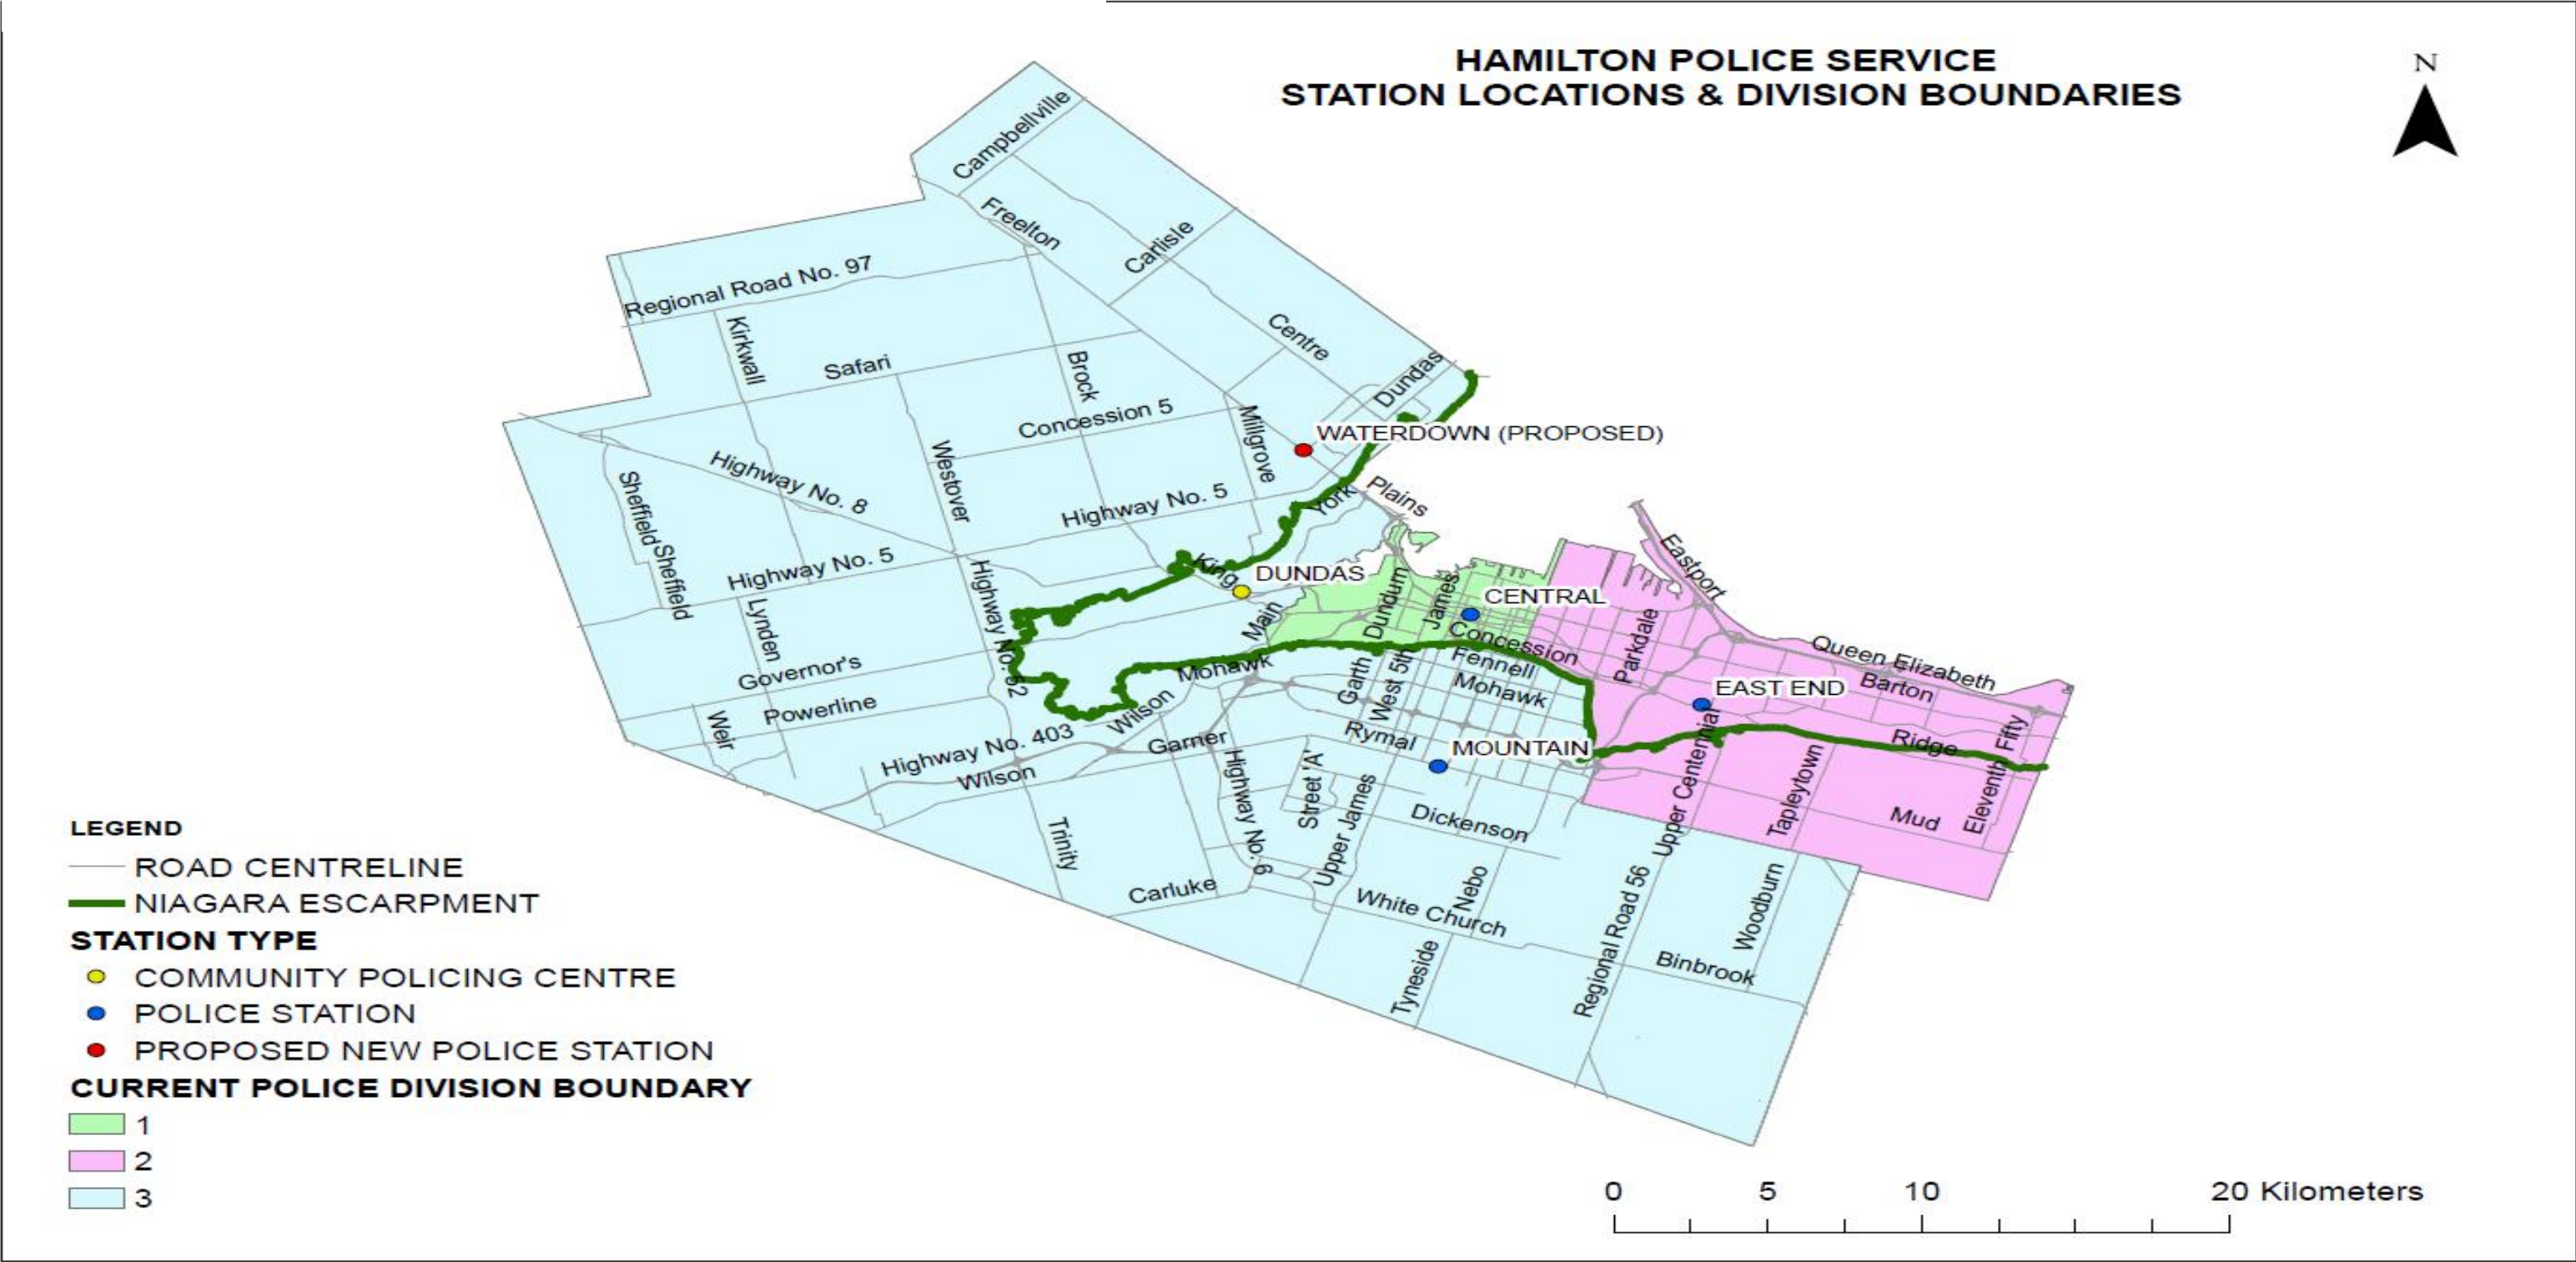 HAMILTON POLICE SERVICE
STATION LOCATIONS & DIVISION BOUNDARIES
N
Campbellville
Freelton
Carlisle
Regional Road No. 97
Kirkwall
Safari
Brock
Centre
Dundas
Concession 5
Millgrove
WATERDOWN (PROPOSED)
Highway No. 8
Westover
Sheffield
Sheffield
Highway No. 5
York
Plains
Highway No. 5
King
DUNDAS
Eastport
Highway No. 52
Lynden
Main
Dundurn
James
CENTRAL
Concession
Parkdale
Queen Elizabeth
Governor's
Mohawk
Garth
West 5th
Fennell
Mohawk
EAST END
Barton
Powerline
Weir
Wilson
Highway No. 403
Garner
Rymal
MOUNTAIN
Upper Centennial
Ridge
Fifty
Wilson
Highway No. 6
Street 'A'
Upper James
Dickenson
Tapleytown
Mud
Eleventh
Trinity
Carluke
Nebo
White Church
Regional Road 56
Woodburn
Tyneside
Binbrook
LEGEND
ROAD CENTRELINE
NIAGARA ESCARPMENT
STATION TYPE
COMMUNITY POLICING CENTRE
POLICE STATION
PROPOSED NEW POLICE STATION
CURRENT POLICE DIVISION BOUNDARY
1
2
3
0 5 10 20 Kilometers